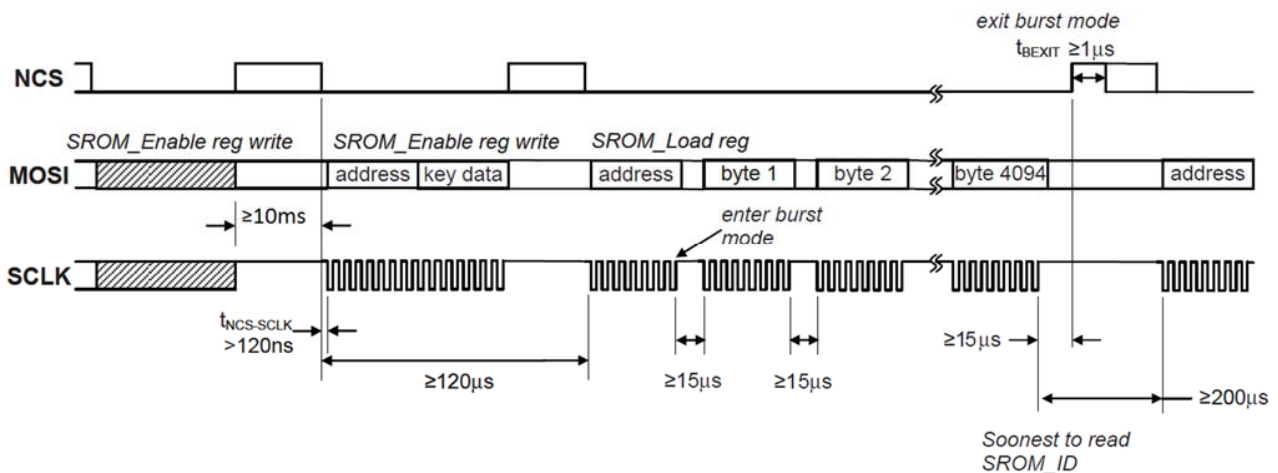 exit burst mode
tBEXIT ≥1μs
NCS
SROM_Enable reg write
SROM_Enable reg write
SROM_Load reg
MOSI
address
key data
address
byte 1
byte 2
byte 4094
address
≥10ms
enter burst
mode
SCLK
tNCS-SCLK
>120ns
≥120μs
≥15μs
≥15μs
≥15μs
≥200μs
Soonest to read
SROM_ID